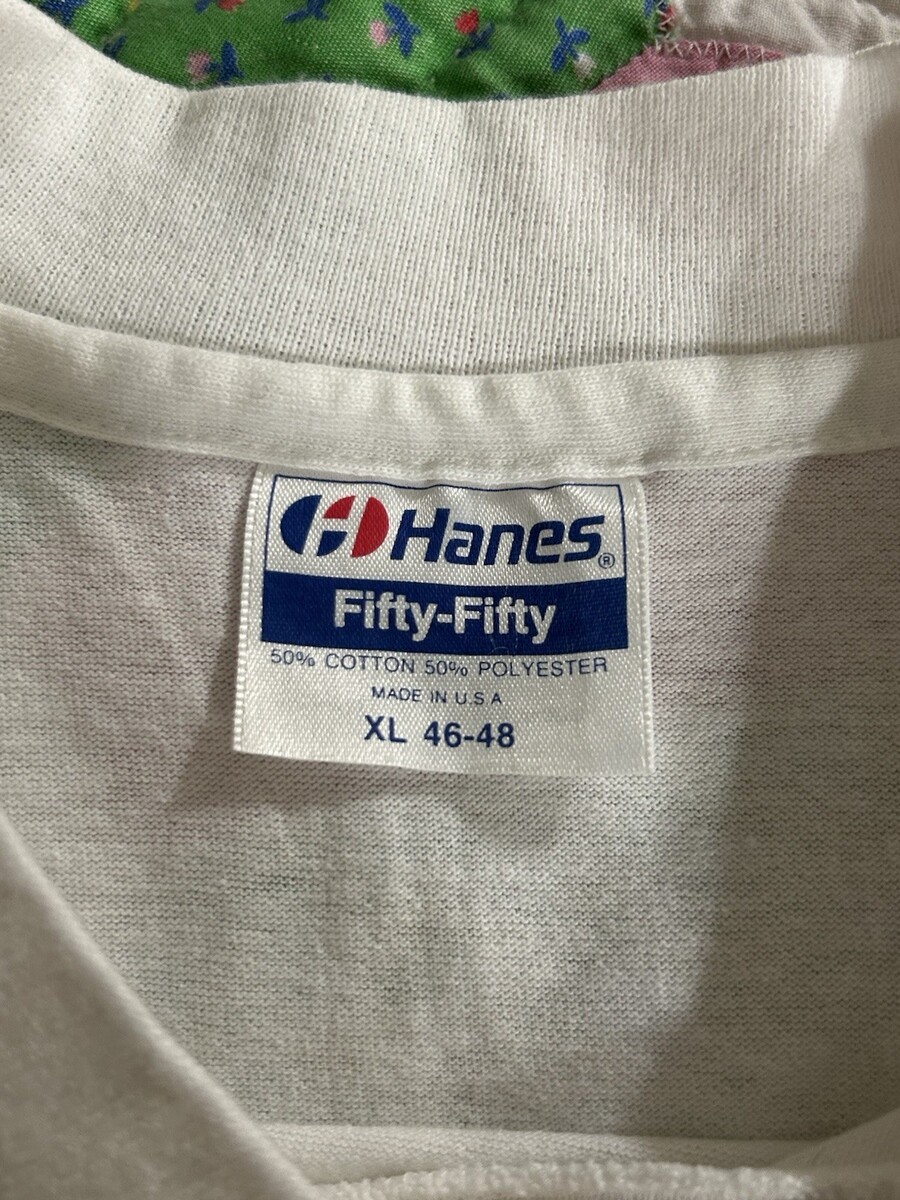 Hanes®
Fifty-Fifty
50% COTTON 50% POLYESTER
MADE IN U S A
XL 46-48